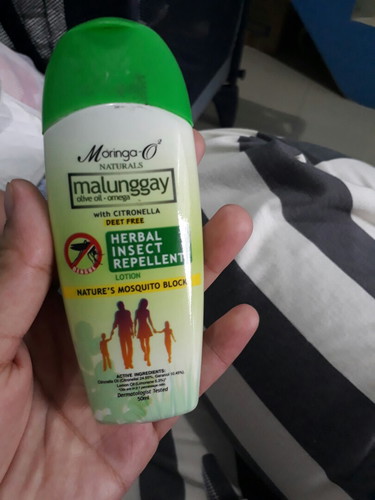 Moringa-O²
NATURALS
malunggay
olive oil · omega
with CITRONELLA
DEET FREE
HERBAL
INSECT
REPELLENT
LOTION
NATURE'S MOSQUITO BLOCK
ACTIVE INGREDIENTS:
Dermatologist Tested
50ml